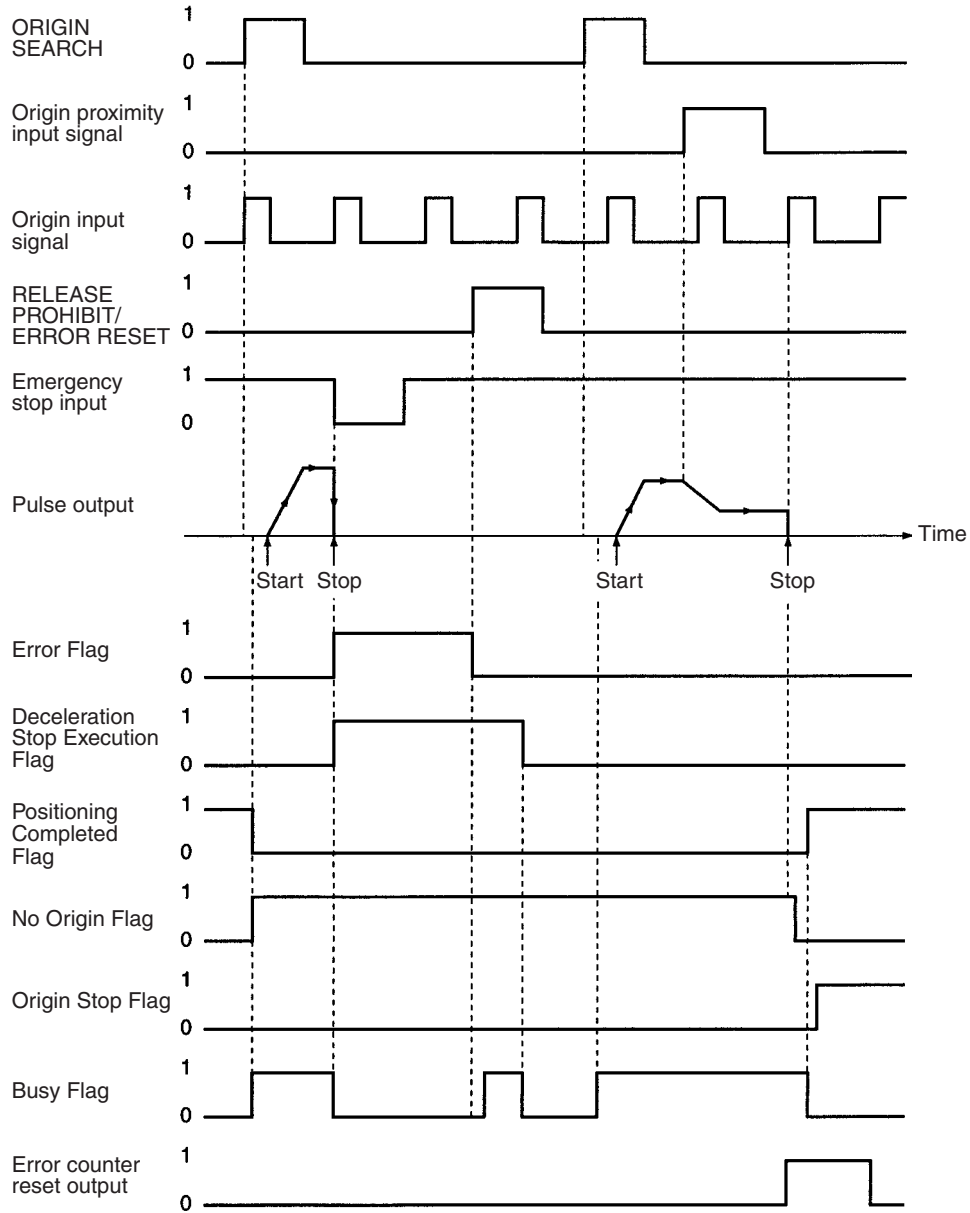 1
ORIGIN
SEARCH
0
1
Origin proximity
input signal
0
1
Origin input
signal
0
1
RELEASE
PROHIBIT/
ERROR RESET
0
Emergency
stop input
1
0
Pulse output
Time
Start
Stop
Start
Stop
1
Error Flag
0
Deceleration
Stop Execution
Flag
1
0
Positioning
Completed
Flag
1
0
1
No Origin Flag
0
1
Origin Stop Flag
0
1
Busy Flag
0
1
Error counter
reset output
0